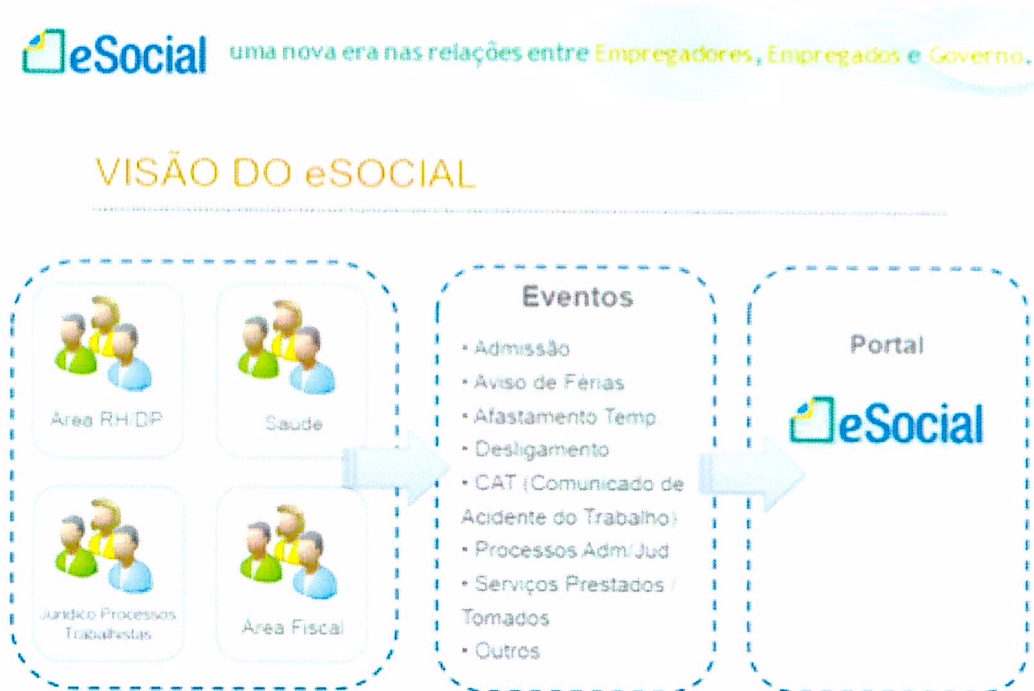 eSocial uma nova era nas relações entre Empregadores, Empregados e Governo.
VISÃO DO eSOCIAL
Área RH/DP
Saúde
Jurídico Processos
Trabalhistas
Área Fiscal
Eventos
• Admissão
• Aviso de Férias
• Afastamento Temp.
• Desligamento
• CAT (Comunicado de
Acidente do Trabalho)
• Processos Adm/Jud
• Serviços Prestados /
Tomados
• Outros
Portal
eSocial